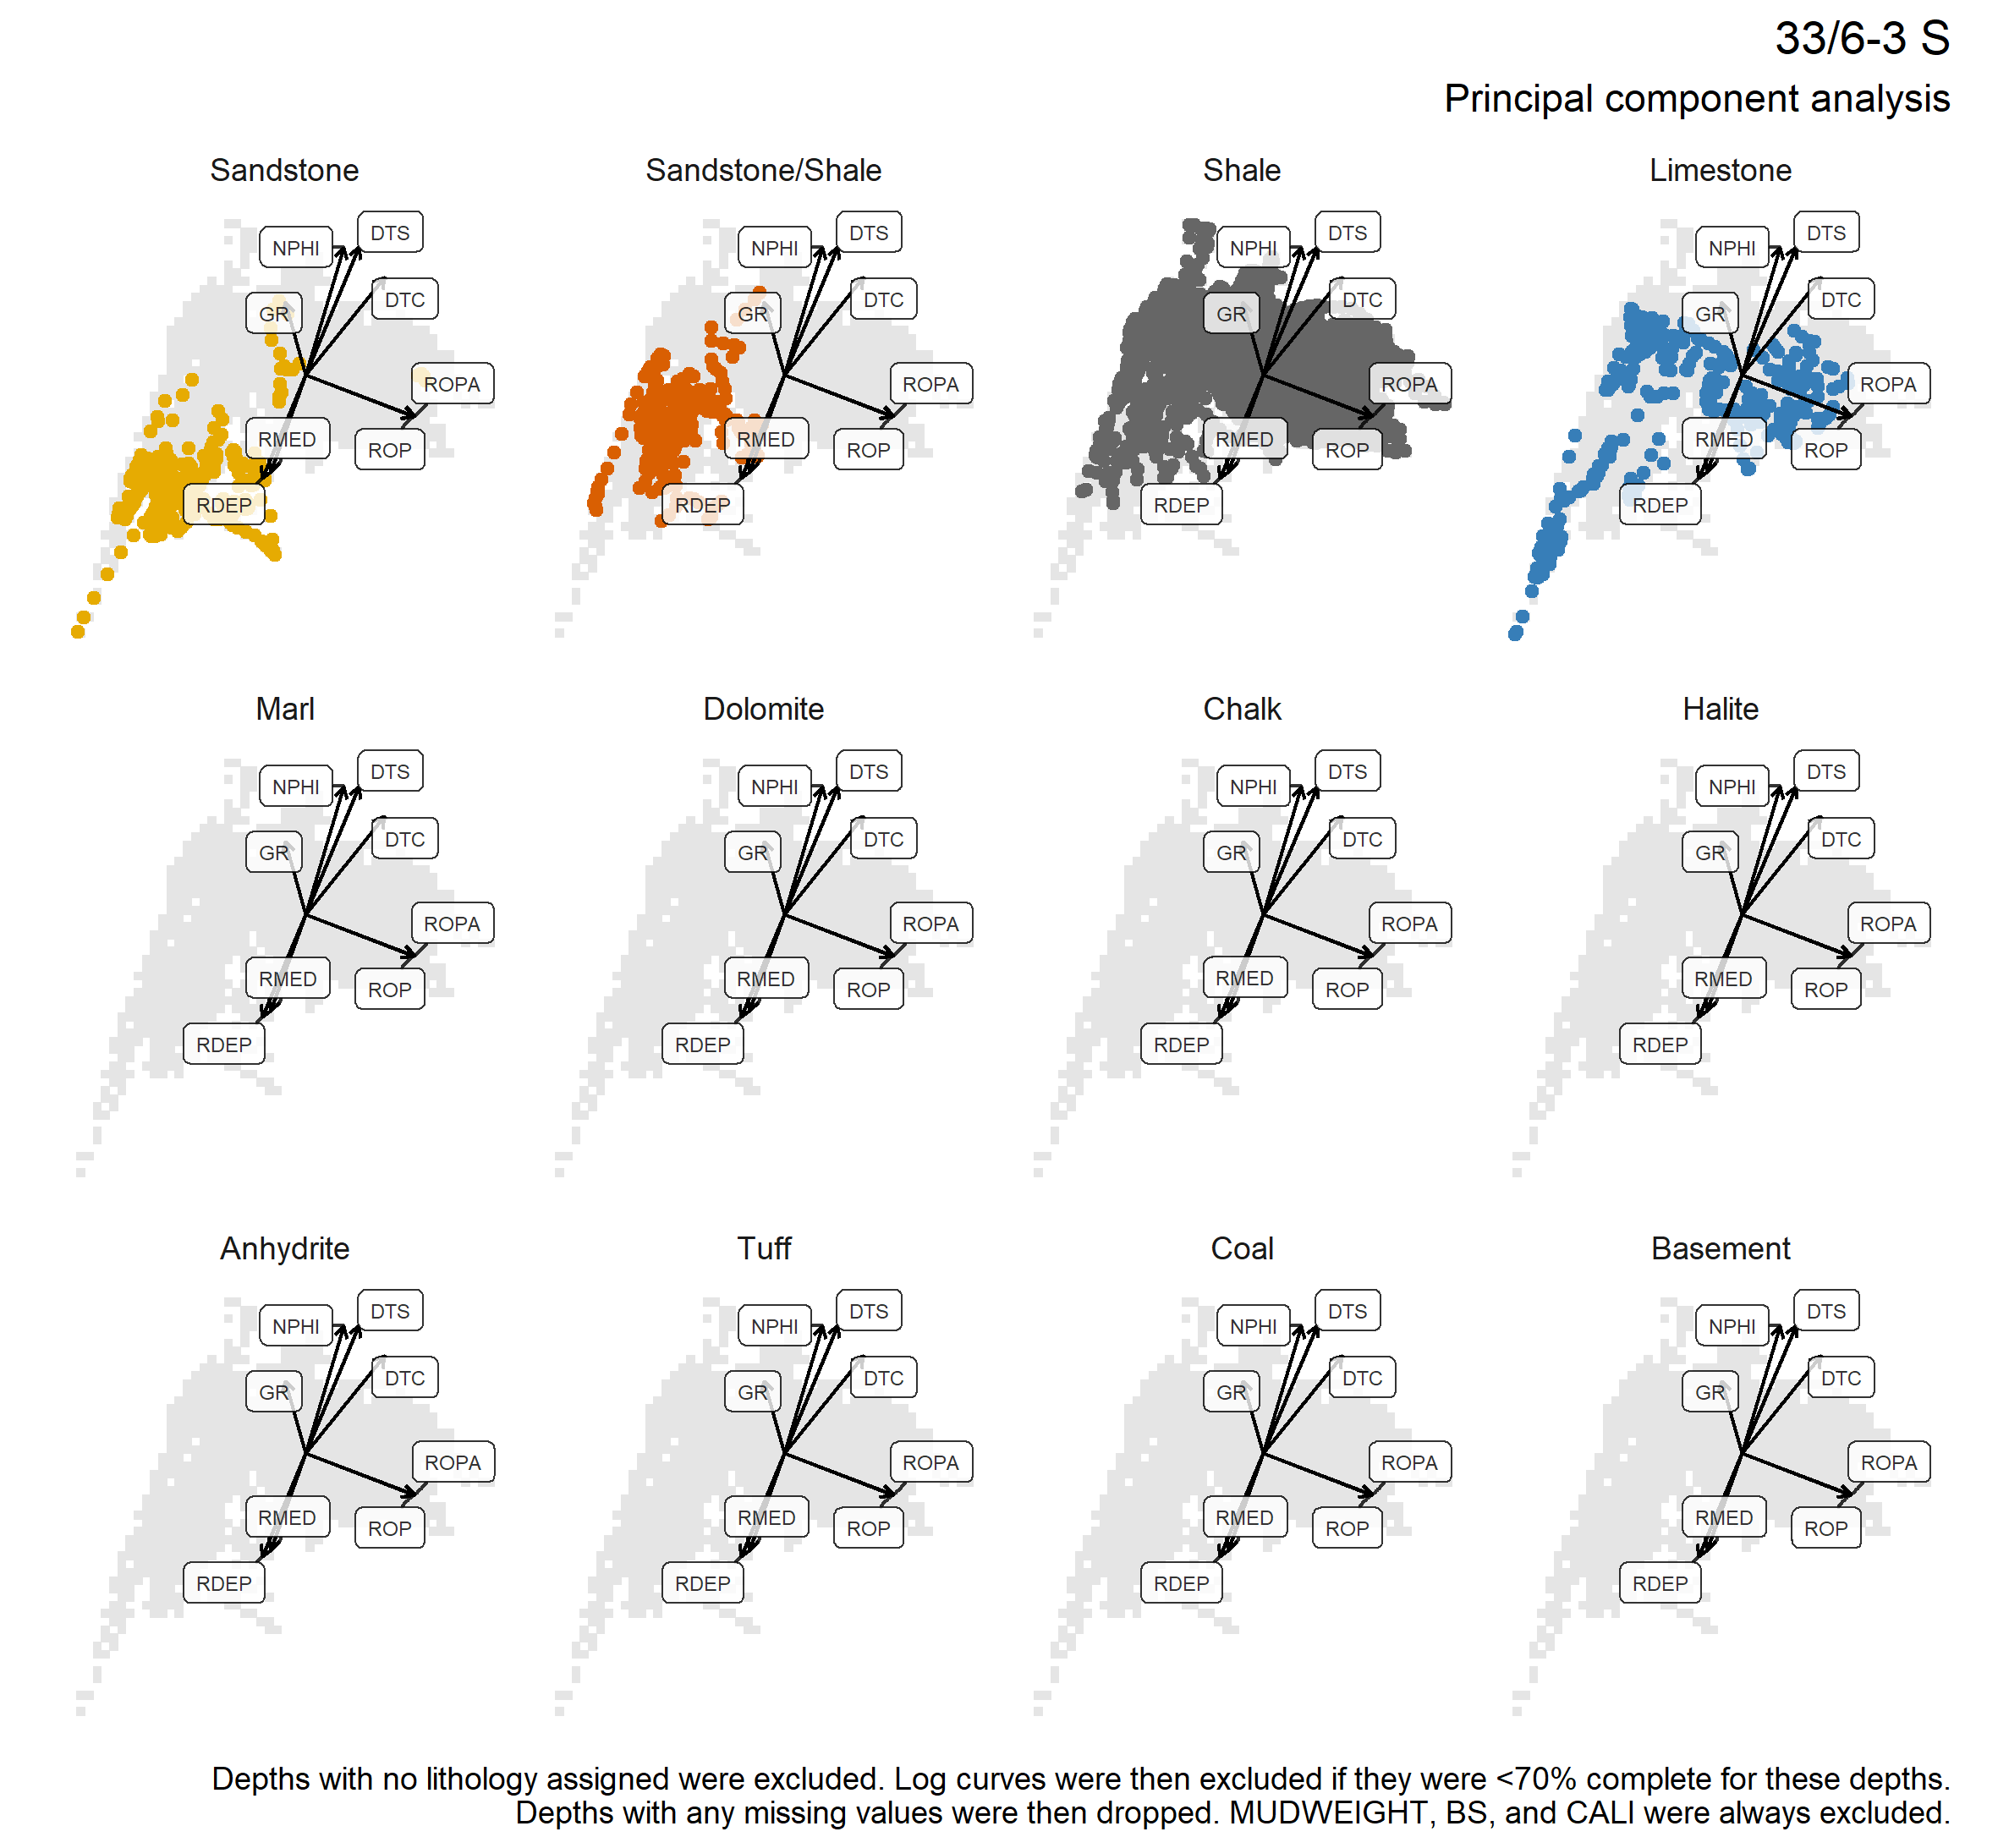 33/6-3 S
Principal component analysis
Sandstone
Sandstone/Shale
Shale
Limestone
NPHI
DTS
DTC
GR
ROPA
RMED
ROP
RDEP
NPHI
DTS
DTC
GR
ROPA
RMED
ROP
RDEP
NPHI
DTS
DTC
GR
ROPA
RMED
ROP
RDEP
NPHI
DTS
DTC
GR
ROPA
RMED
ROP
RDEP
Marl
Dolomite
Chalk
Halite
NPHI
DTS
DTC
GR
ROPA
RMED
ROP
RDEP
NPHI
DTS
DTC
GR
ROPA
RMED
ROP
RDEP
NPHI
DTS
DTC
GR
ROPA
RMED
ROP
RDEP
NPHI
DTS
DTC
GR
ROPA
RMED
ROP
RDEP
Anhydrite
Tuff
Coal
Basement
NPHI
DTS
DTC
GR
ROPA
RMED
ROP
RDEP
NPHI
DTS
DTC
GR
ROPA
RMED
ROP
RDEP
NPHI
DTS
DTC
GR
ROPA
RMED
ROP
RDEP
NPHI
DTS
DTC
GR
ROPA
RMED
ROP
RDEP
Depths with no lithology assigned were excluded. Log curves were then excluded if they were <70% complete for these depths.
Depths with any missing values were then dropped. MUDWEIGHT, BS, and CALI were always excluded.